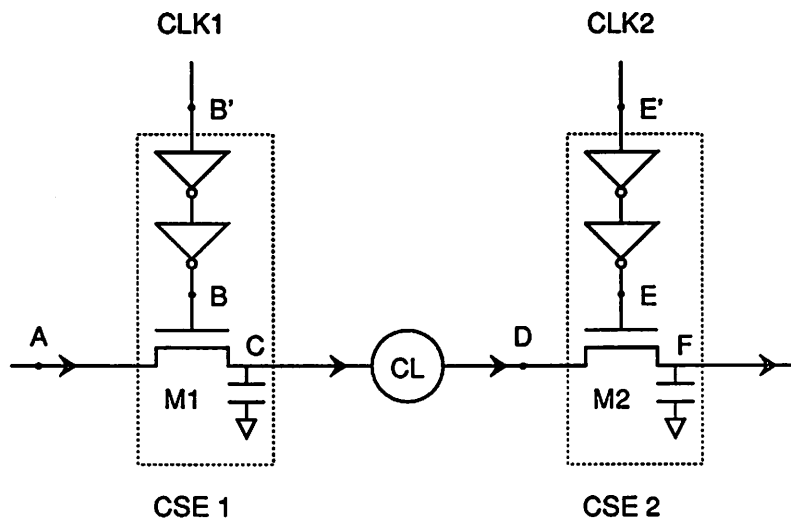 CLK1 CLK2
B' E'
B E
A C CL D F
M1 M2
CSE 1 CSE 2